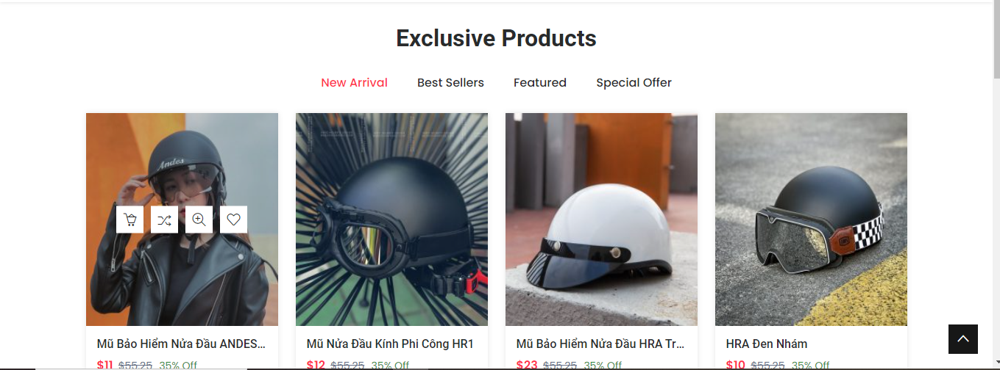 Exclusive Products
New Arrival Best Sellers Featured Special Offer
Andes
Mũ Bảo Hiểm Nửa Đầu ANDES... Mũ Nửa Đầu Kính Phi Công HR1 Mũ Bảo Hiểm Nửa Đầu HRA Tr... HRA Đen Nhám
$11 $55.25 35% Off $12 $55.25 35% Off $23 $55.25 35% Off $10 $55.25 35% Off